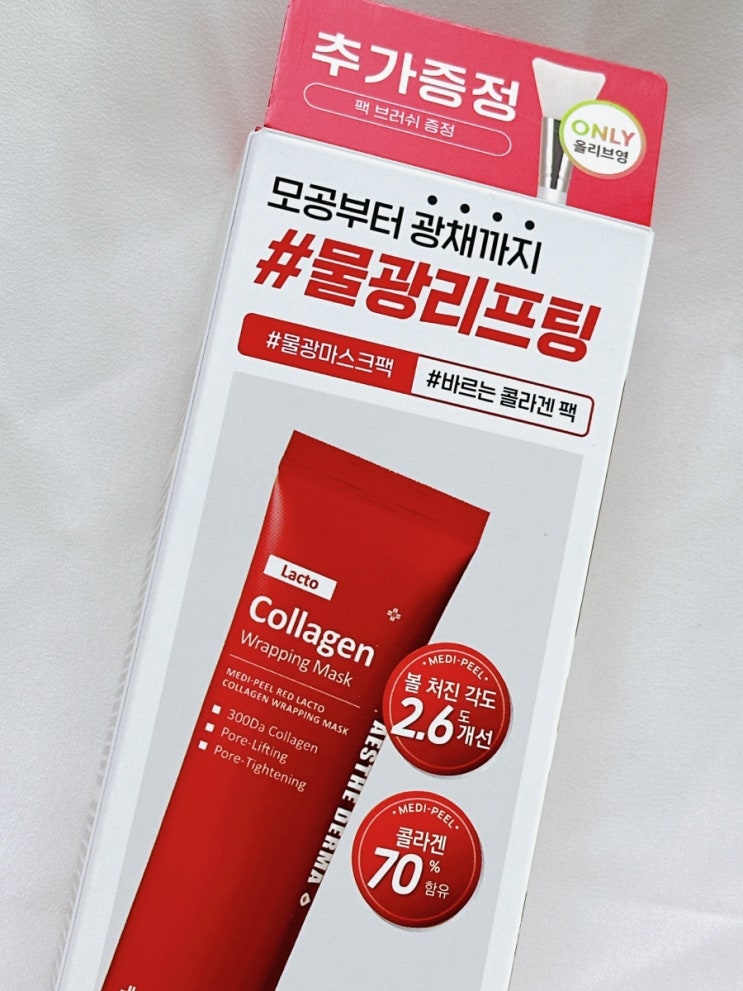 추가증정
팩 브러쉬 증정
ONLY
올리브영
모공부터 광채까지
#물광리프팅
#물광마스크팩
#바르는 콜라겐 팩
Lacto
Collagen
Wrapping Mask
MEDI-PEEL RED LACTO
COLLAGEN WRAPPING MASK
300Da Collagen
Pore-Lifting
Pore-Tightening
AESTHE DERMA
MEDI-PEEL
볼 처진 각도
2.6도 개선
MEDI-PEEL
콜라겐
70% 함유